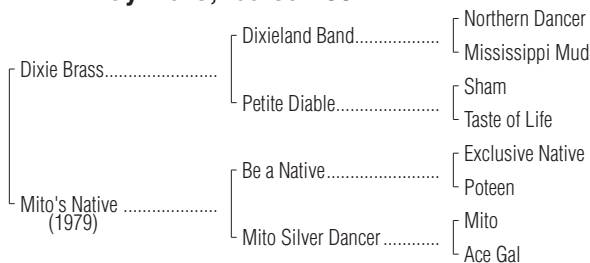 Northern Dancer
Dixieland Band..................
Mississippi Mud
Dixie Brass........................
Sham
Petite Diable......................
Taste of Life
Exclusive Native
Be a Native........................
Poteen
Mito's Native ....................
(1979)
Mito
Mito Silver Dancer............
Ace Gal